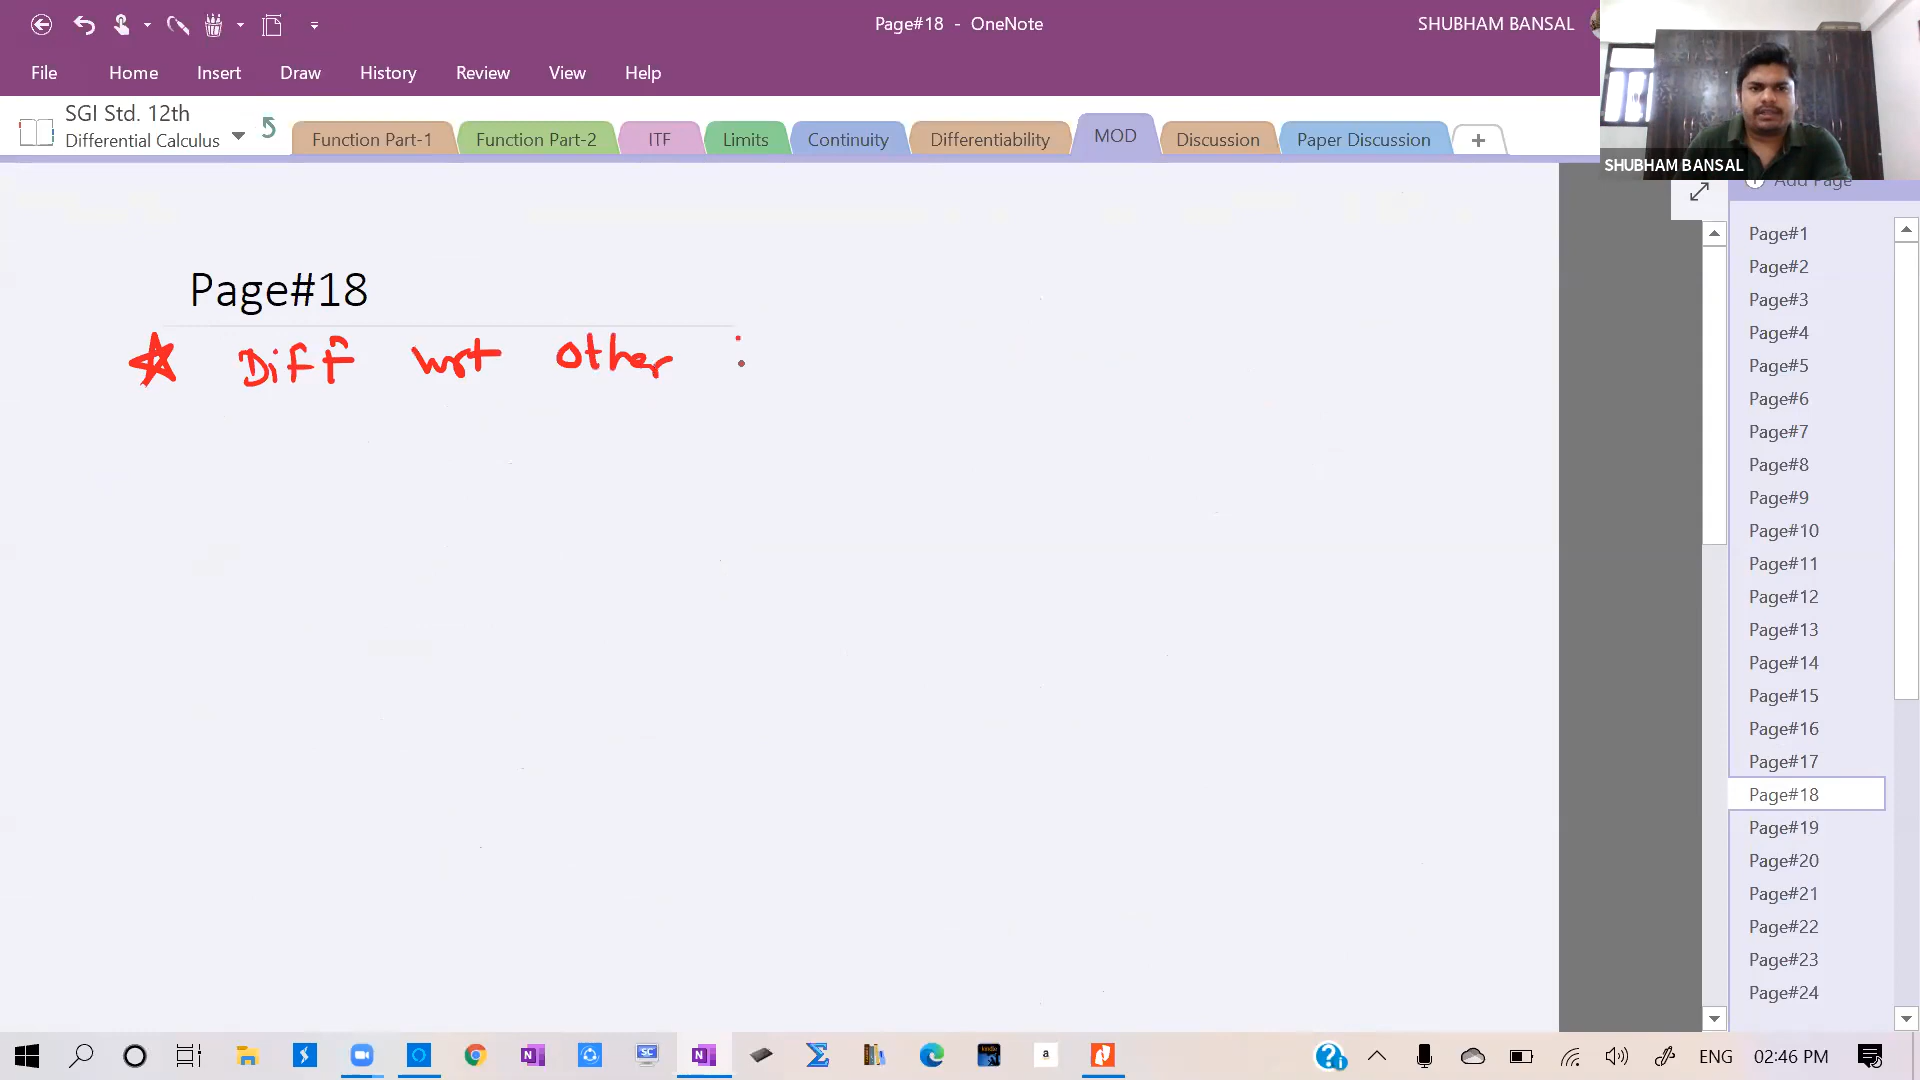 Page#18 - OneNote
SHUBHAM BANSAL
File Home Insert Draw History Review View Help
SGI Std. 12th
Differential Calculus
Function Part-1 Function Part-2 ITF Limits Continuity Differentiability MOD Discussion Paper Discussion +
SHUBHAM BANSAL
Add Page
Page#18
Diff wrt Other
Page#1
Page#2
Page#3
Page#4
Page#5
Page#6
Page#7
Page#8
Page#9
Page#10
Page#11
Page#12
Page#13
Page#14
Page#15
Page#16
Page#17
Page#18
Page#19
Page#20
Page#21
Page#22
Page#23
Page#24
ENG 02:46 PM